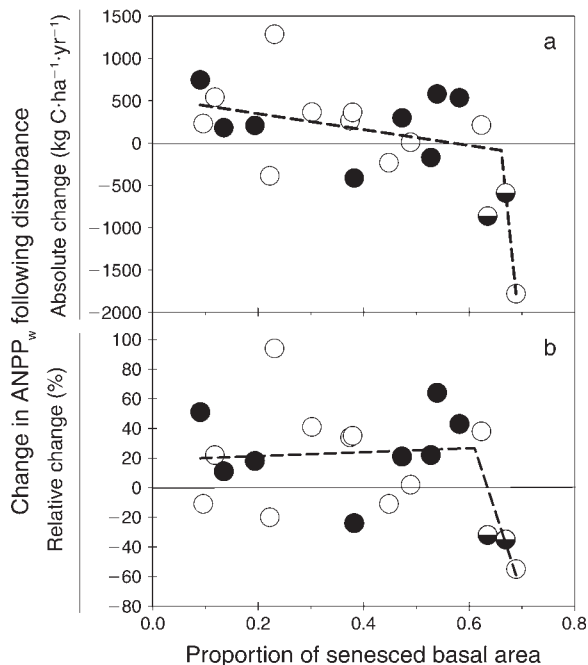 Change in ANPPw following disturbance
Absolute change (kg C·ha⁻¹·yr⁻¹)
1500
1000
500
0
−500
−1000
−1500
−2000
a
Relative change (%)
100
80
60
40
20
0
−20
−40
−60
−80
b
0.0 0.2 0.4 0.6 0.8
Proportion of senesced basal area